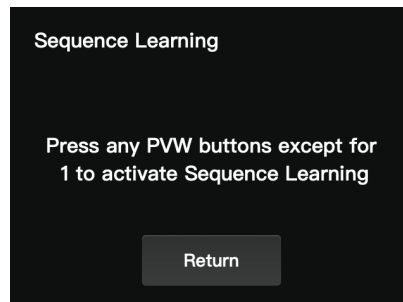 Sequence Learning
Press any PVW buttons except for
1 to activate Sequence Learning
Return